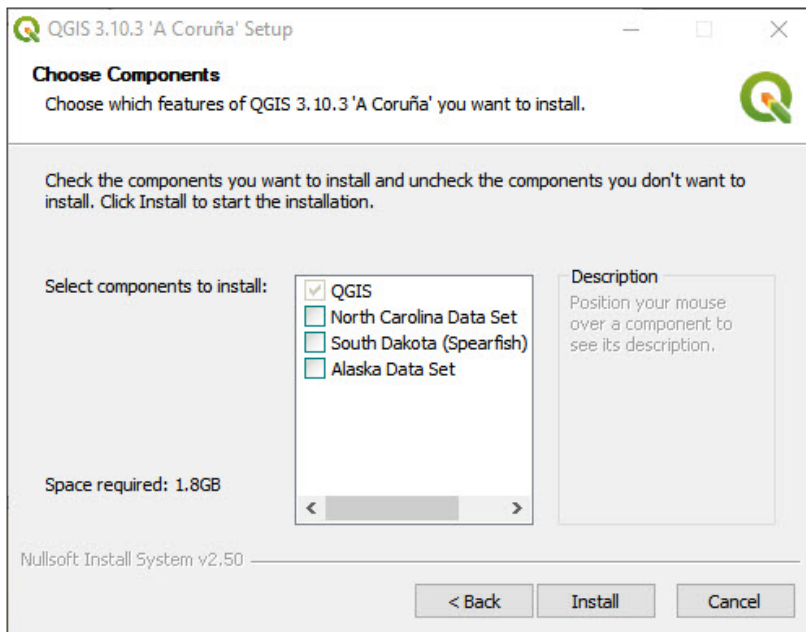 QGIS 3.10.3 'A Coruña' Setup
Choose Components
Choose which features of QGIS 3.10.3 'A Coruña' you want to install.
Check the components you want to install and uncheck the components you don't want to
install. Click Install to start the installation.
Select components to install:
QGIS
North Carolina Data Set
South Dakota (Spearfish)
Alaska Data Set
Description
Position your mouse
over a component to
see its description.
Space required: 1.8GB
Nullsoft Install System v2.50
< Back
Install
Cancel